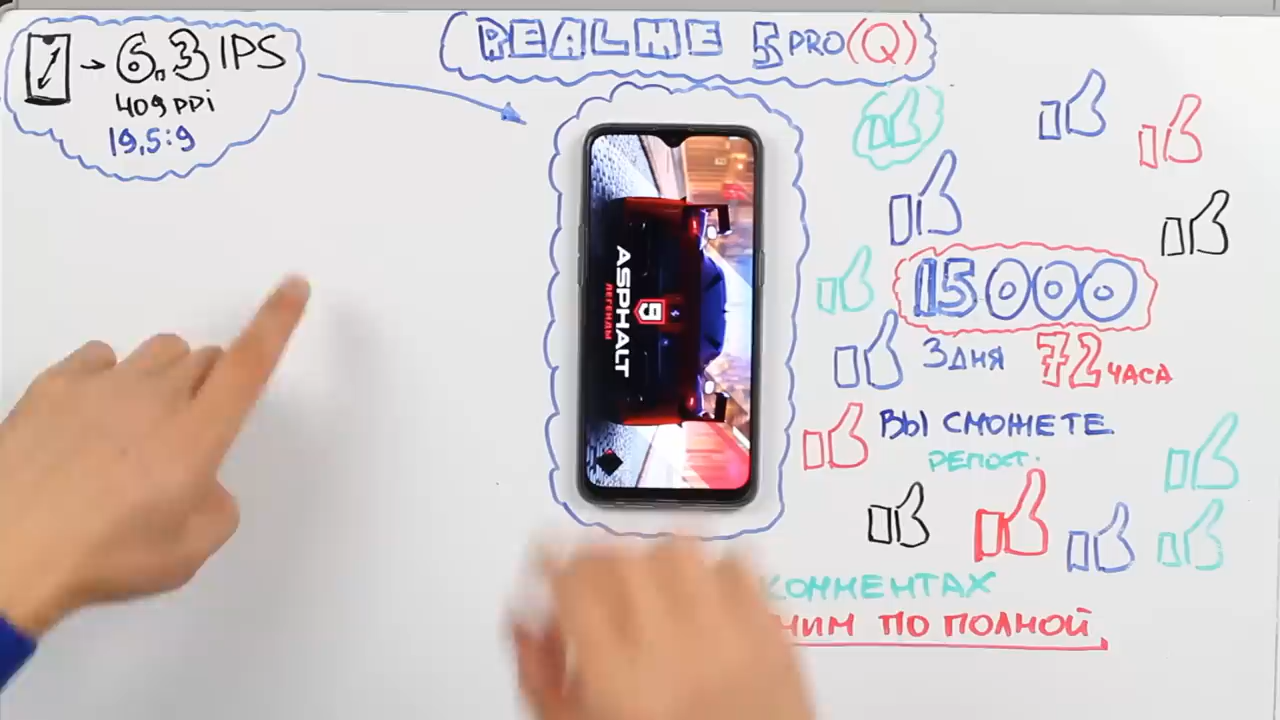 6.3 IPS
409 PPi
19,5:9
REALME 5 PRO (Q)
ASPHALT
9
ЛЕГЕНДЫ
15000
3 ДНЯ 72 ЧАСА
ВЫ СМОЖЕТЕ
РЕПОСТ.
КОММЕНТАХ
ПО ПОЛНОЙ